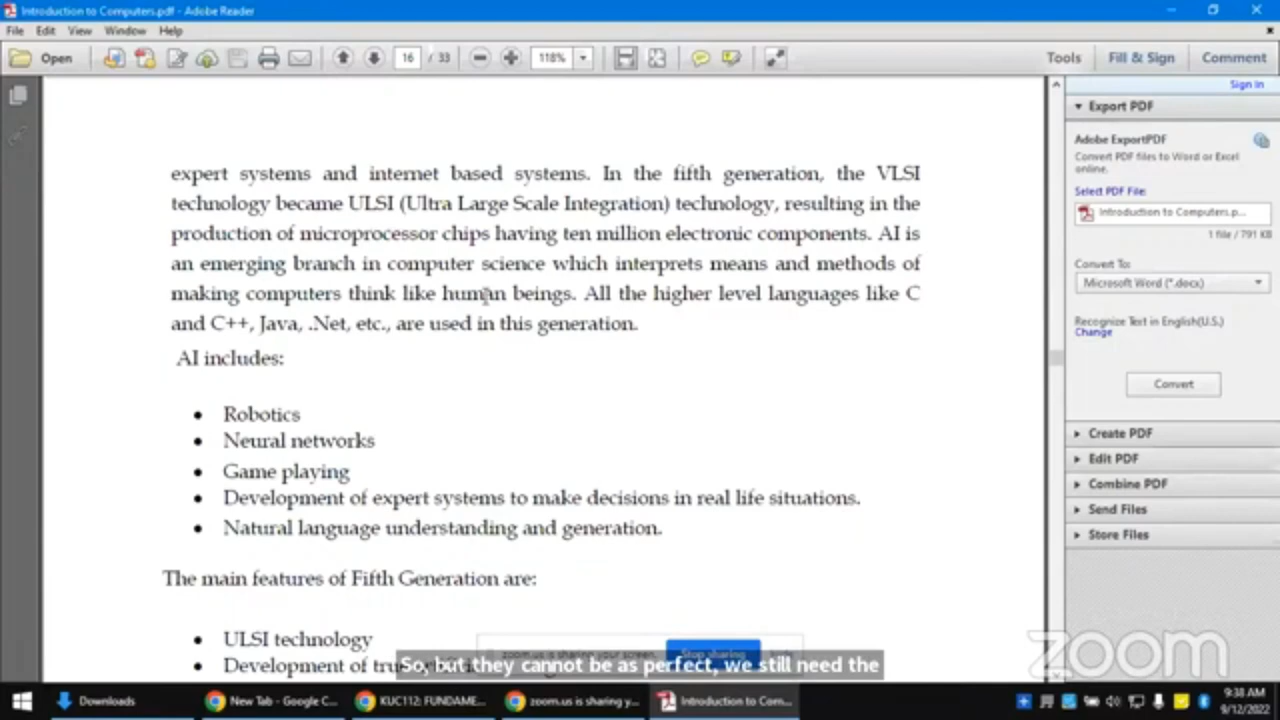 Introduction to Computers.pdf - Adobe Reader
File Edit View Window Help
Open 16 / 33 118% Tools Fill & Sign Comment
Sign In
Export PDF
Adobe ExportPDF
Convert PDF files to Word or Excel
online.
Select PDF File:
Introduction to Computers.p...
1 file / 791 KB
Convert To:
Microsoft Word (*.docx)
Recognize Text in English(U.S.)
Change
Convert
Create PDF
Edit PDF
Combine PDF
Send Files
Store Files
expert systems and internet based systems. In the fifth generation, the VLSI
technology became ULSI (Ultra Large Scale Integration) technology, resulting in the
production of microprocessor chips having ten million electronic components. AI is
an emerging branch in computer science which interprets means and methods of
making computers think like human beings. All the higher level languages like C
and C++, Java, .Net, etc., are used in this generation.
AI includes:
• Robotics
• Neural networks
• Game playing
• Development of expert systems to make decisions in real life situations.
• Natural language understanding and generation.
The main features of Fifth Generation are:
• ULSI technology
• Development of
zoom.us is sharing your screen. Stop sharing
So, but they cannot be as perfect, we still need the
zoom
Downloads
New Tab - Google C...
KUC112: FUNDAME...
zoom.us is sharing y...
Introduction to Com...
9:38 AM
9/12/2022